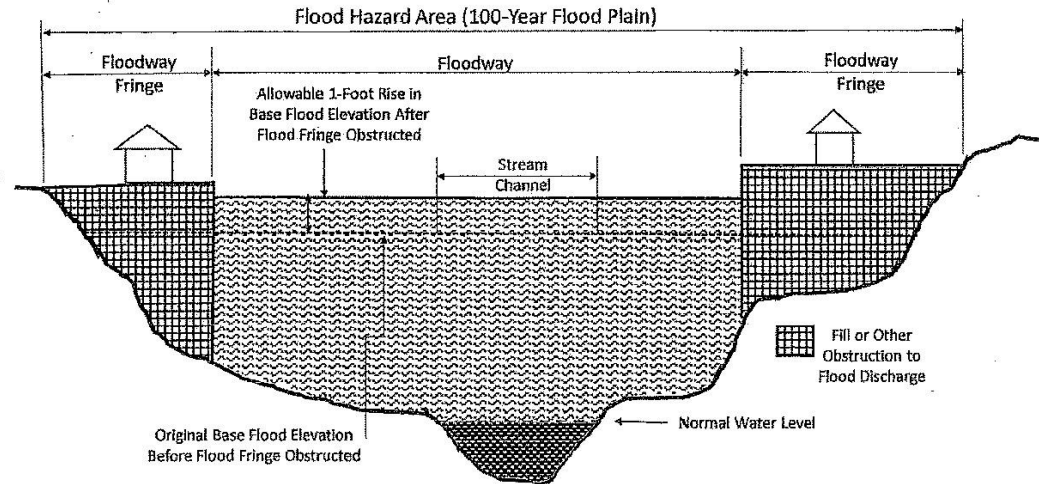 Flood Hazard Area (100-Year Flood Plain)
Floodway
Fringe
Floodway
Floodway
Fringe
Allowable 1-Foot Rise in
Base Flood Elevation After
Flood Fringe Obstructed
Stream
Channel
Fill or Other
Obstruction to
Flood Discharge
Normal Water Level
Original Base Flood Elevation
Before Flood Fringe Obstructed